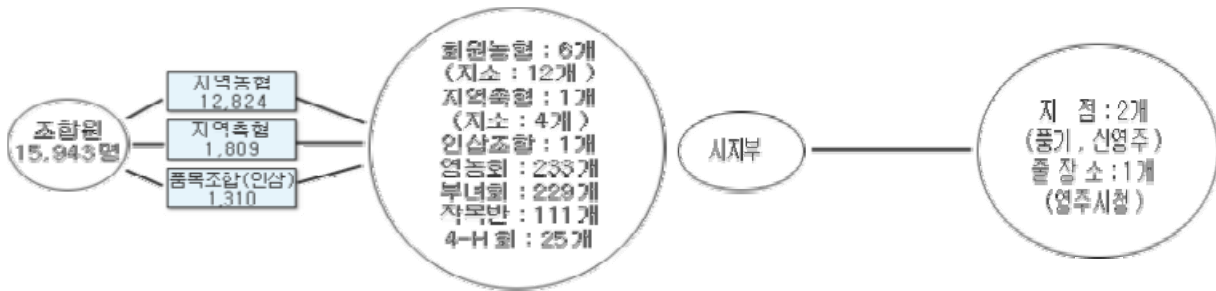 조합원
15,943명
지역농협
12,824
지역축협
1,809
품목조합(인삼)
1,310
회원농협 : 6개
(지소 : 12개 )
지역축협 : 1개
(지소 : 4개 )
인삼조합 : 1개
영농회 : 233개
부녀회 : 229개
작목반 : 111개
4-H 회 : 25개
시지부
지 점 : 2개
(풍기 , 신영주 )
출 장 소 : 1개
(영주시청 )